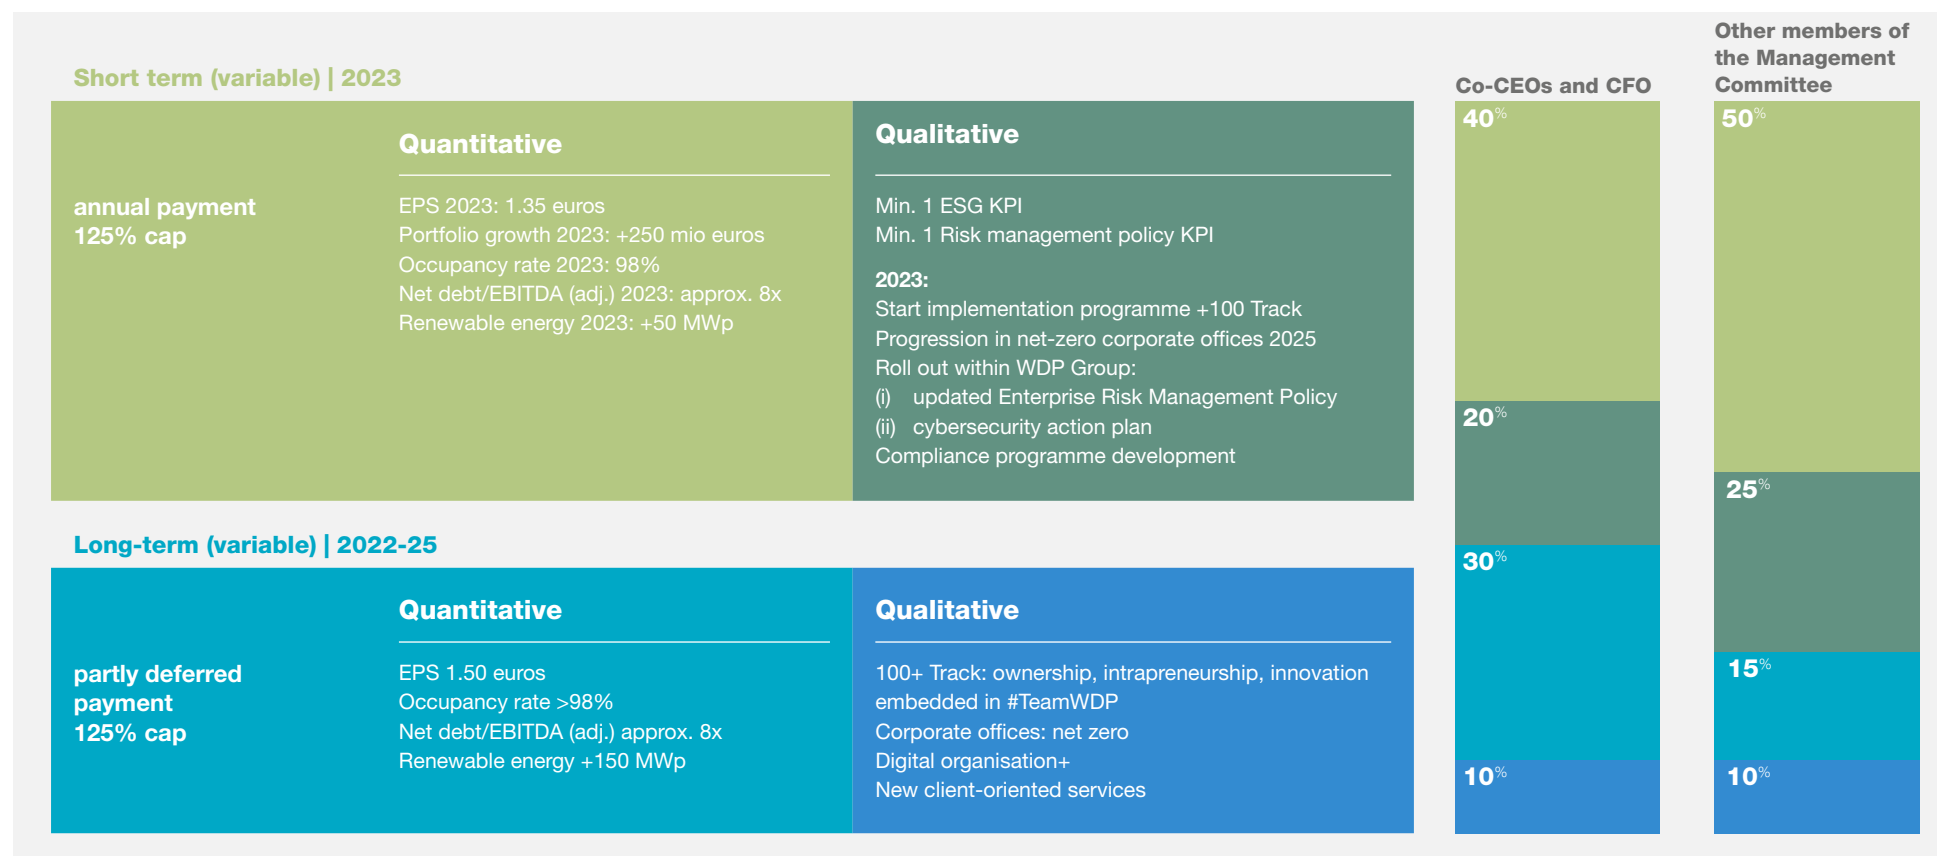 Short term (variable) | 2023
annual payment
125% cap
Quantitative
EPS 2023: 1.35 euros
Portfolio growth 2023: +250 mio euros
Occupancy rate 2023: 98%
Net debt/EBITDA (adj.) 2023: approx. 8x
Renewable energy 2023: +50 MWp
Qualitative
Min. 1 ESG KPI
Min. 1 Risk management policy KPI
2023:
Start implementation programme +100 Track
Progression in net-zero corporate offices 2025
Roll out within WDP Group:
(i) updated Enterprise Risk Management Policy
(ii) cybersecurity action plan
Compliance programme development
Long-term (variable) | 2022-25
partly deferred
payment
125% cap
Quantitative
EPS 1.50 euros
Occupancy rate >98%
Net debt/EBITDA (adj.) approx. 8x
Renewable energy +150 MWp
Qualitative
100+ Track: ownership, intrapreneurship, innovation
embedded in #TeamWDP
Corporate offices: net zero
Digital organisation+
New client-oriented services
Co-CEOs and CFO
40%
20%
30%
10%
Other members of
the Management
Committee
50%
25%
15%
10%